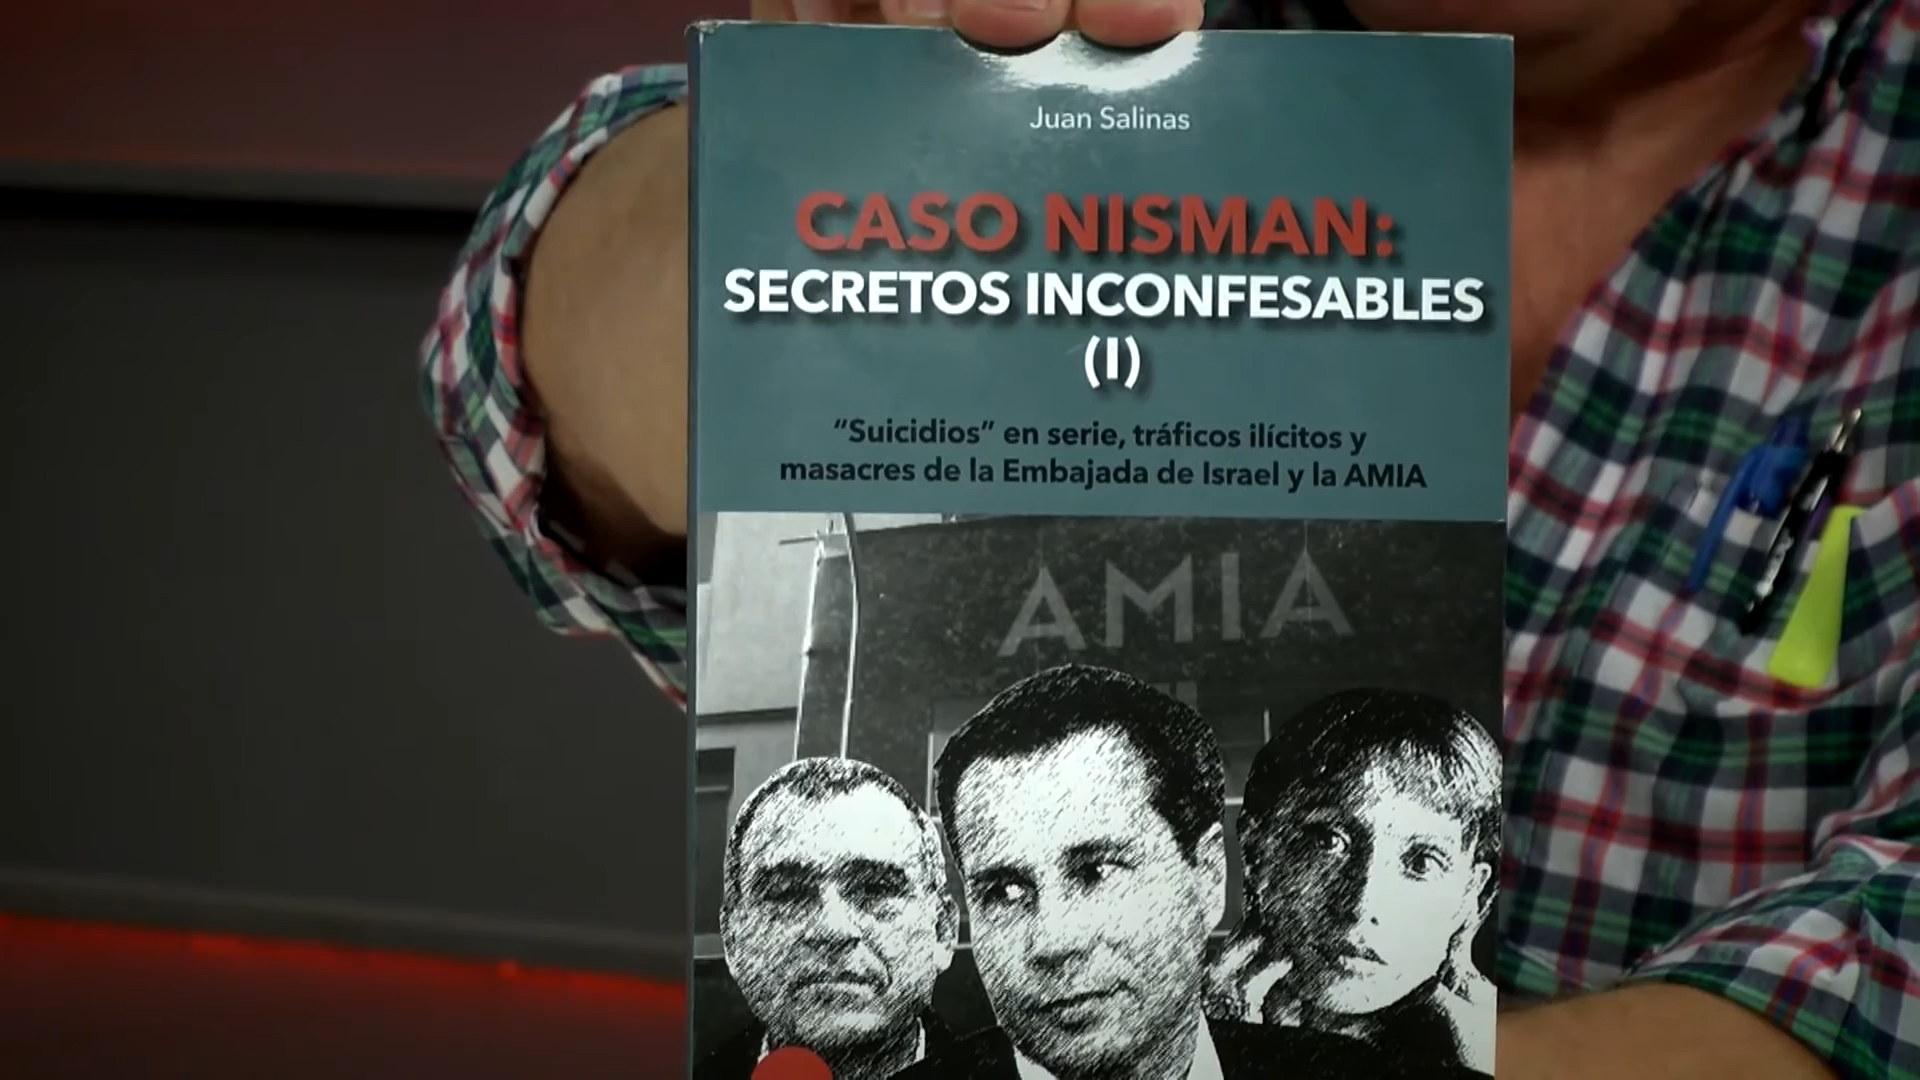 Juan Salinas
CASO NISMAN:
SECRETOS INCONFESABLES
(I)
“Suicidios” en serie, tráficos ilícitos y
masacres de la Embajada de Israel y la AMIA
AMIA